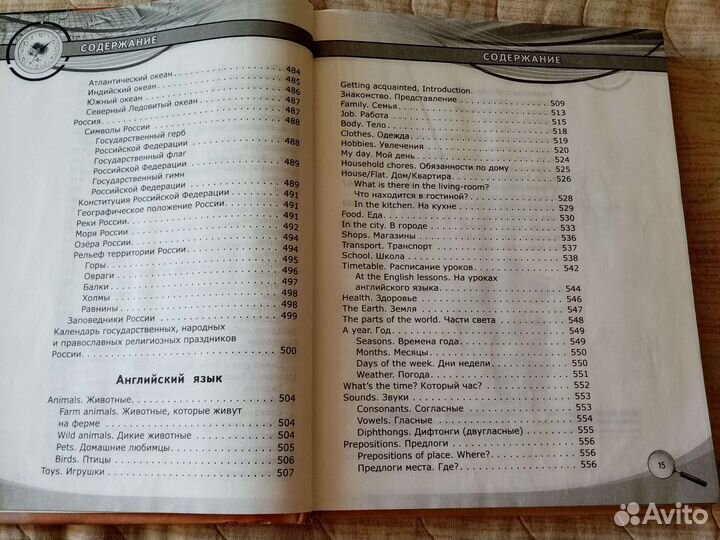 СОДЕРЖАНИЕ
Атлантический океан . . . . . 484
Индийский океан . . . . . 485
Южный океан . . . . . 486
Северный Ледовитый океан . . . . . 487
Россия. . . . . . 488
Символы России . . . . . 488
Государственный герб
Российской Федерации . . . . . 488
Государственный флаг
Российской Федерации . . . . . 489
Государственный гимн
Российской Федерации . . . . . 489
Конституция Российской Федерации . . . . . 491
Географическое положение России. . . . . . 491
Реки России. . . . . . 491
Моря России . . . . . 492
Озёра России. . . . . . 494
Рельеф территории России . . . . . 494
Горы . . . . . 496
Овраги . . . . . 497
Балки . . . . . 497
Холмы . . . . . 498
Равнины . . . . . 498
Заповедники России . . . . . 499
Календарь государственных, народных
и православных религиозных праздников
России. . . . . . 500
Английский язык
Animals. Животные. . . . . . 504
Farm animals. Животные, которые живут
на ферме . . . . . 504
Wild animals. Дикие животные . . . . . 504
Pets. Домашние любимцы. . . . . . 505
Birds. Птицы . . . . . 506
Toys. Игрушки . . . . . 507
СОДЕРЖАНИЕ
Getting acquainted. Introduction.
Знакомство. Представление . . . . . 509
Family. Семья. . . . . . 513
Job. Работа . . . . . 515
Body. Тело . . . . . 518
Clothes. Одежда . . . . . 519
Hobbies. Увлечения . . . . . 520
My day. Мой день . . . . . 524
Household chores. Обязанности по дому . . . . . 525
House/Flat. Дом/Квартира . . . . . 526
What is there in the living-room?
Что находится в гостиной? . . . . . 528
In the kitchen. На кухне . . . . . 529
Food. Еда . . . . . 530
In the city. В городе . . . . . 533
Shops. Магазины . . . . . 536
Transport. Транспорт . . . . . 537
School. Школа . . . . . 538
Timetable. Расписание уроков . . . . . 542
At the English lessons. На уроках
английского языка. . . . . . 544
Health. Здоровье . . . . . 546
The Earth. Земля . . . . . 547
The parts of the world. Части света . . . . . 548
A year. Год . . . . . 549
Seasons. Времена года . . . . . 549
Months. Месяцы . . . . . 550
Days of the week. Дни недели . . . . . 550
Weather. Погода . . . . . 551
What's the time? Который час? . . . . . 552
Sounds. Звуки . . . . . 553
Consonants. Согласные . . . . . 553
Vowels. Гласные . . . . . 554
Diphthongs. Дифтонги (двугласные) . . . . . 555
Prepositions. Предлоги . . . . . 556
Prepositions of place. Where?
Предлоги места. Где? . . . . . 556
15
Avito